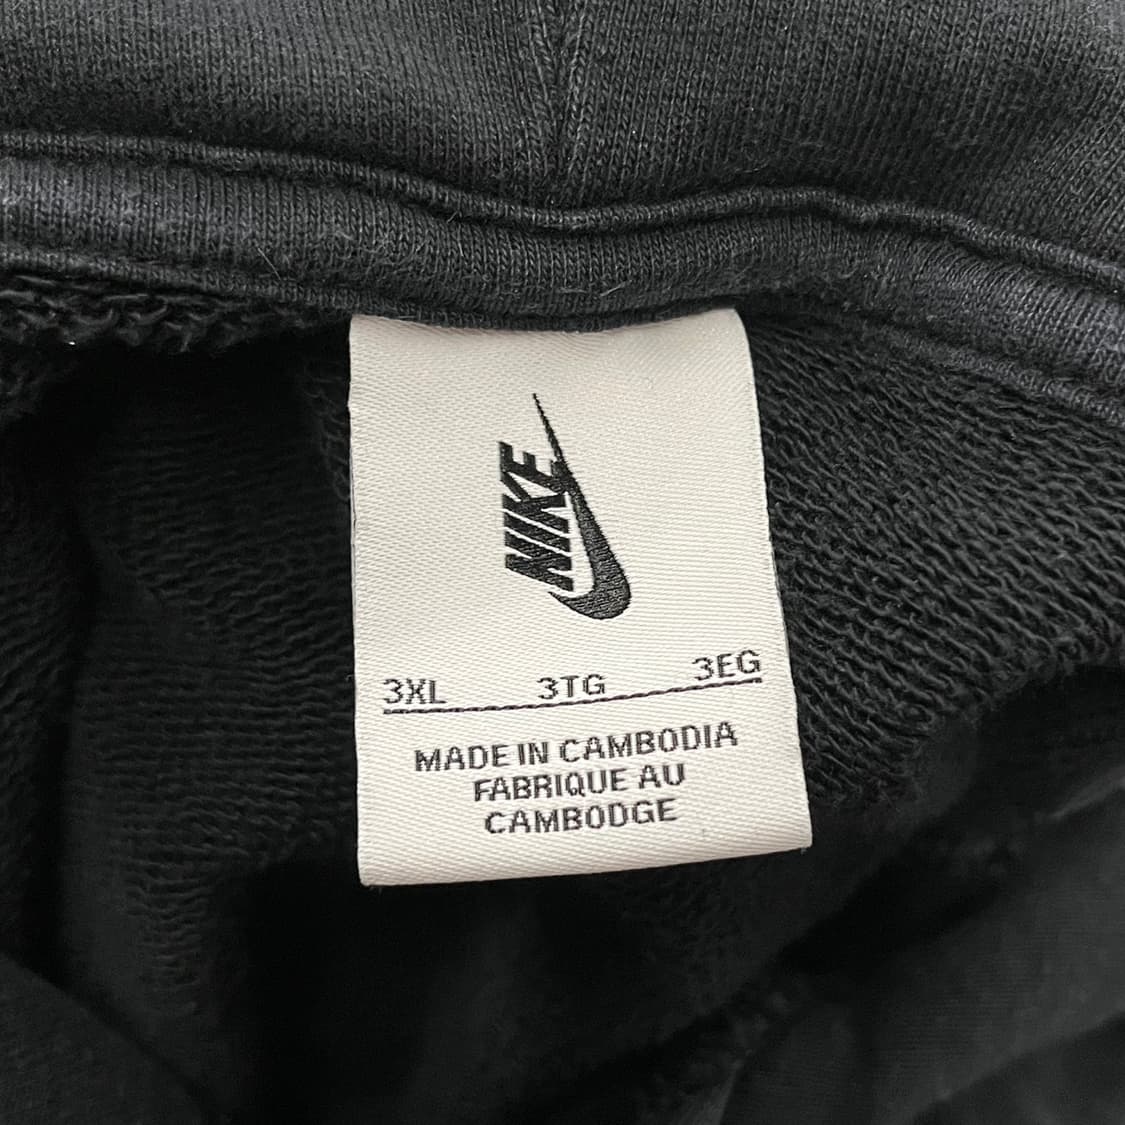 NIKE
3XL 3TG 3EG
MADE IN CAMBODIA
FABRIQUE AU
CAMBODGE